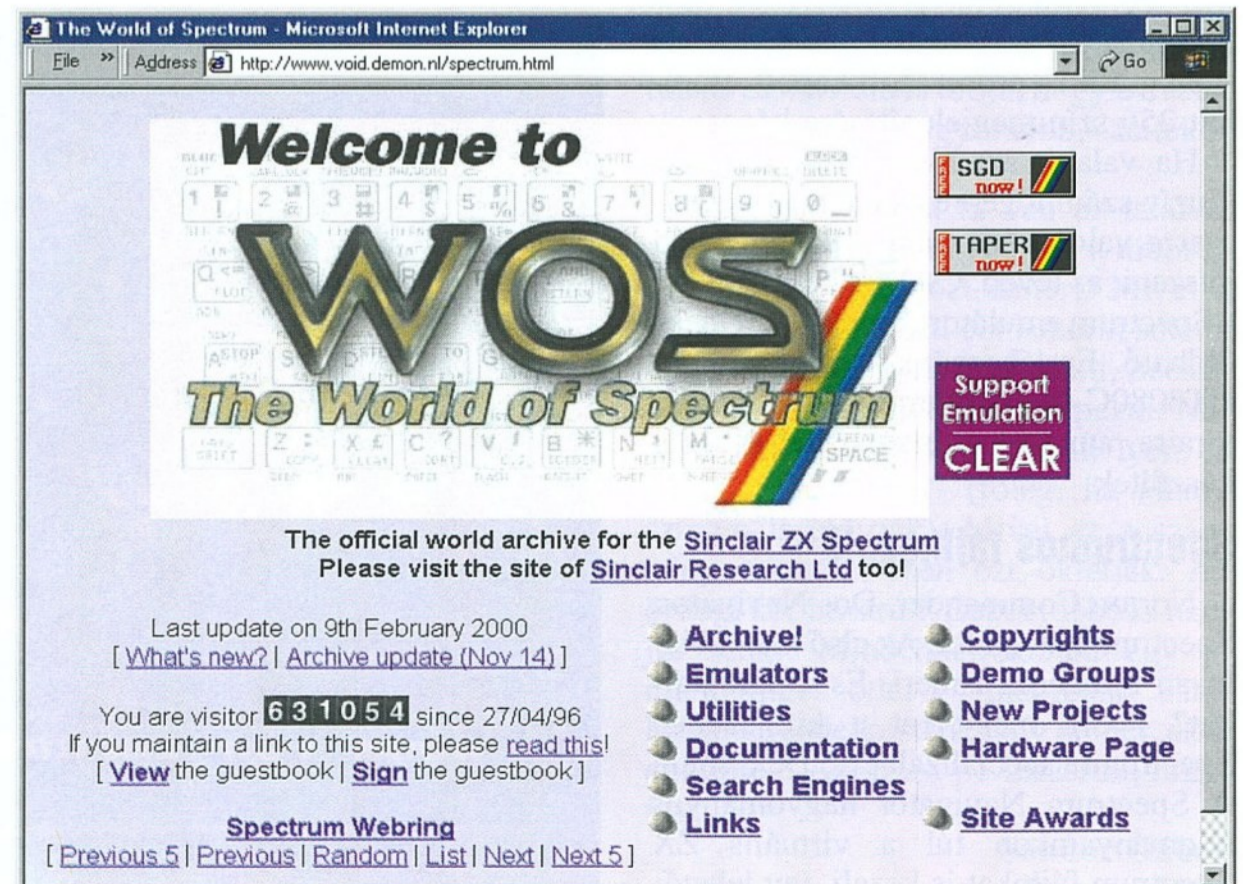 The World of Spectrum - Microsoft Internet Explorer
File » Address http://www.void.demon.nl/spectrum.html Go
Welcome to
WOS
The World of Spectrum
FREE SGD now!
FREE TAPER now!
Support
Emulation
CLEAR
The official world archive for the Sinclair ZX Spectrum
Please visit the site of Sinclair Research Ltd too!
Last update on 9th February 2000
[ What's new? | Archive update (Nov 14) ]
You are visitor 631054 since 27/04/96
If you maintain a link to this site, please read this!
[ View the guestbook | Sign the guestbook ]
Spectrum Webring
[ Previous 5 | Previous | Random | List | Next | Next 5 ]
Archive!
Emulators
Utilities
Documentation
Search Engines
Links
Copyrights
Demo Groups
New Projects
Hardware Page
Site Awards